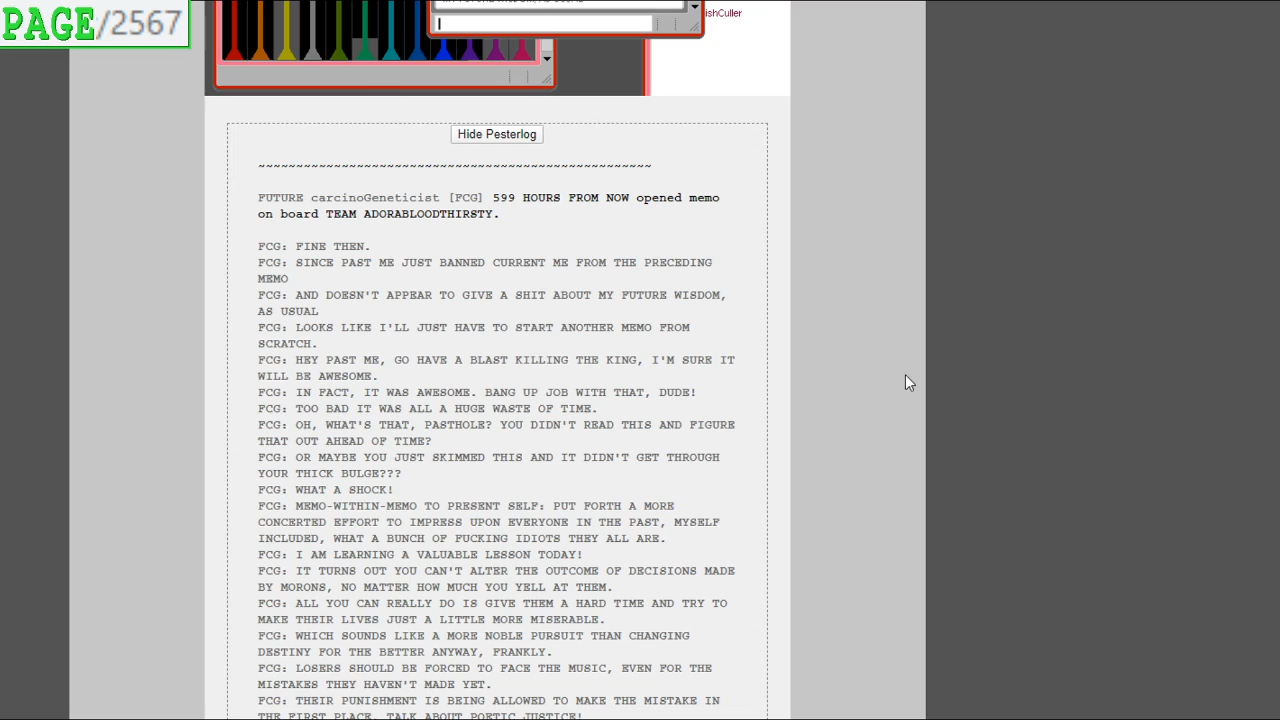 PAGE/2567
ishCuller
Hide Pesterlog
~~~~~~~~~~~~~~~~~~~~~~~~~~~~~~~~~~~~~~~~~~~~~~~~~~~~
FUTURE carcinoGeneticist [FCG] 599 HOURS FROM NOW opened memo
on board TEAM ADORABLOODTHIRSTY.
FCG: FINE THEN.
FCG: SINCE PAST ME JUST BANNED CURRENT ME FROM THE PRECEDING
MEMO
FCG: AND DOESN'T APPEAR TO GIVE A SHIT ABOUT MY FUTURE WISDOM,
AS USUAL
FCG: LOOKS LIKE I'LL JUST HAVE TO START ANOTHER MEMO FROM
SCRATCH.
FCG: HEY PAST ME, GO HAVE A BLAST KILLING THE KING, I'M SURE IT
WILL BE AWESOME.
FCG: IN FACT, IT WAS AWESOME. BANG UP JOB WITH THAT, DUDE!
FCG: TOO BAD IT WAS ALL A HUGE WASTE OF TIME.
FCG: OH, WHAT'S THAT, PASTHOLE? YOU DIDN'T READ THIS AND FIGURE
THAT OUT AHEAD OF TIME?
FCG: OR MAYBE YOU JUST SKIMMED THIS AND IT DIDN'T GET THROUGH
YOUR THICK BULGE???
FCG: WHAT A SHOCK!
FCG: MEMO-WITHIN-MEMO TO PRESENT SELF: PUT FORTH A MORE
CONCERTED EFFORT TO IMPRESS UPON EVERYONE IN THE PAST, MYSELF
INCLUDED, WHAT A BUNCH OF FUCKING IDIOTS THEY ALL ARE.
FCG: I AM LEARNING A VALUABLE LESSON TODAY!
FCG: IT TURNS OUT YOU CAN'T ALTER THE OUTCOME OF DECISIONS MADE
BY MORONS, NO MATTER HOW MUCH YOU YELL AT THEM.
FCG: ALL YOU CAN REALLY DO IS GIVE THEM A HARD TIME AND TRY TO
MAKE THEIR LIVES JUST A LITTLE MORE MISERABLE.
FCG: WHICH SOUNDS LIKE A MORE NOBLE PURSUIT THAN CHANGING
DESTINY FOR THE BETTER ANYWAY, FRANKLY.
FCG: LOSERS SHOULD BE FORCED TO FACE THE MUSIC, EVEN FOR THE
MISTAKES THEY HAVEN'T MADE YET.
FCG: THEIR PUNISHMENT IS BEING ALLOWED TO MAKE THE MISTAKE IN
THE FIRST PLACE. TALK ABOUT POETIC JUSTICE!